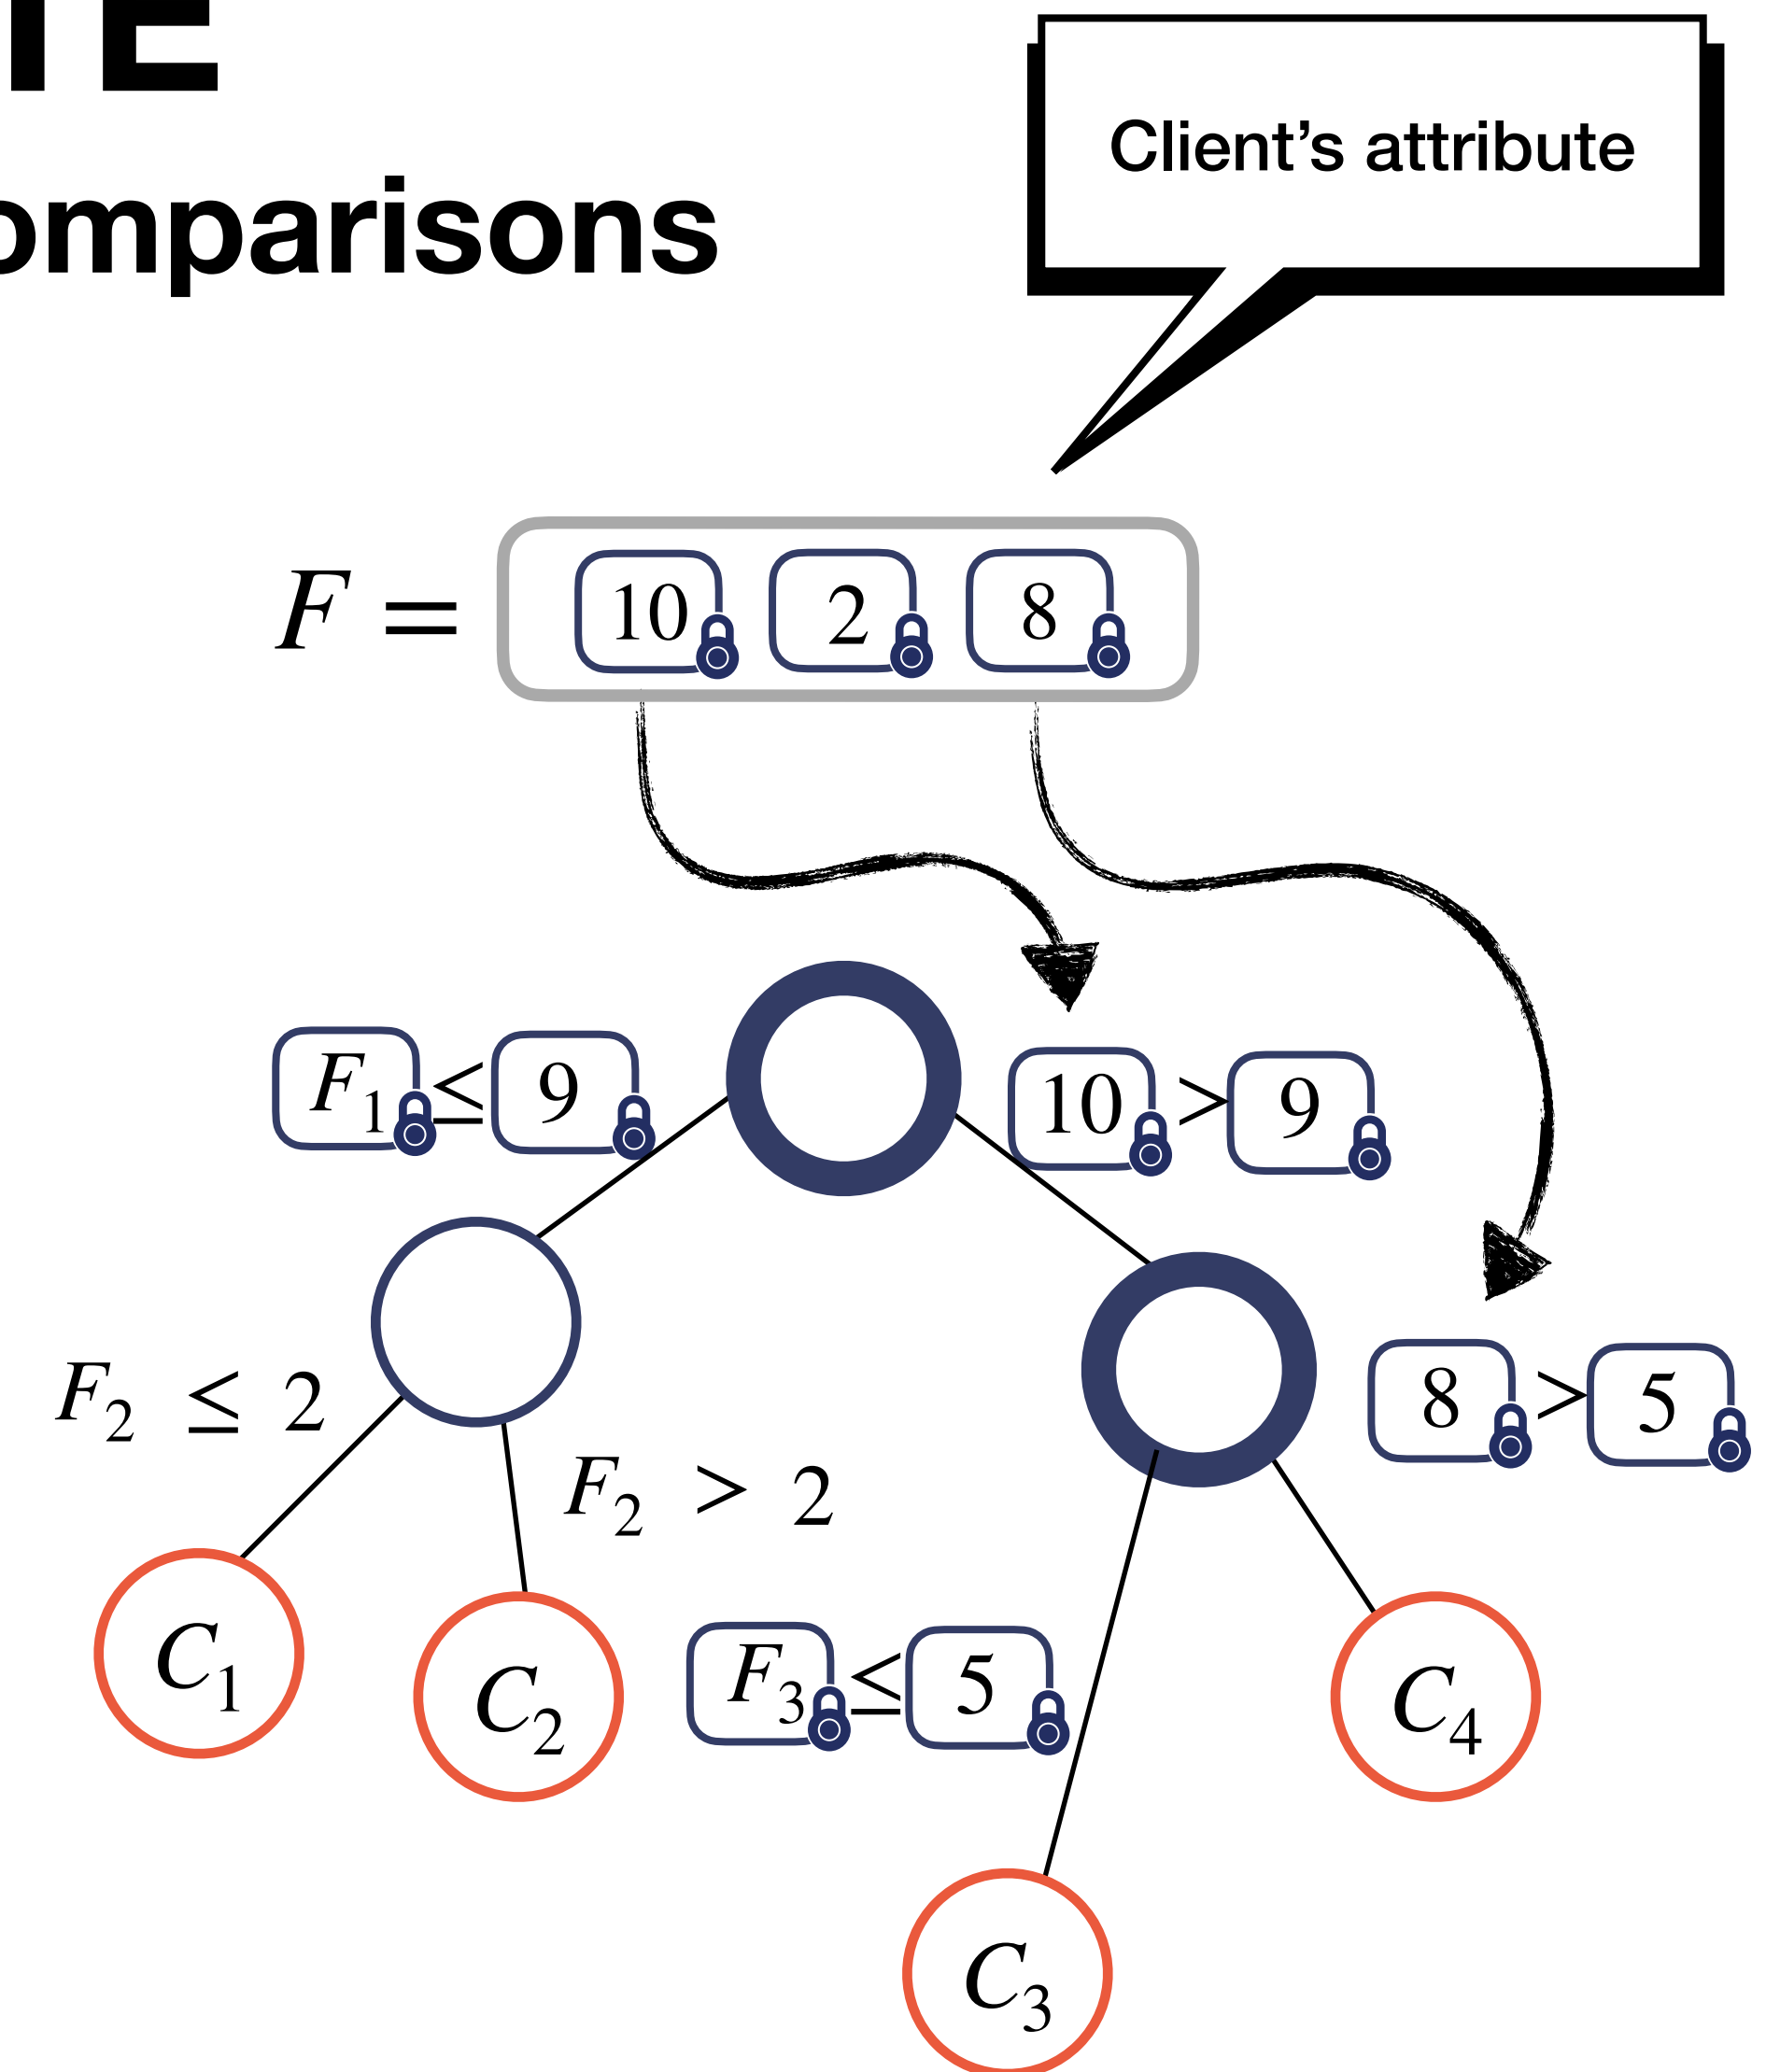 TE
omparisons
Client's attribute
F = 10 2 8
F₁ ≤ 9
10 > 9
F₂ ≤ 2
8 > 5
F₂ > 2
C₁
C₂
F₃ ≤ 5
C₄
C₃